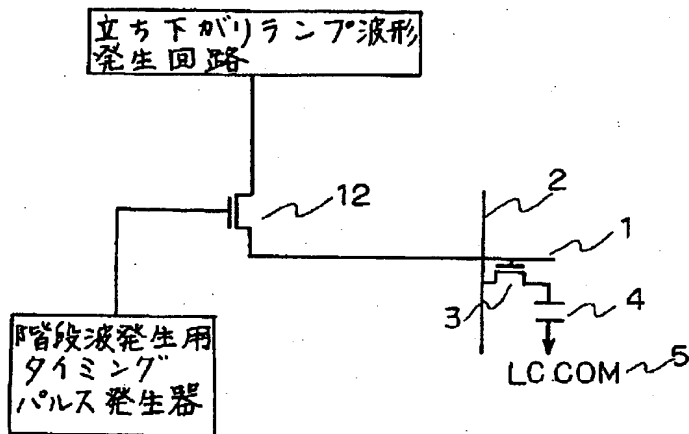 立ち下がりランプ波形
発生回路
12
2
1
3
4
LC.COM
5
階段波発生用
タイミング
パルス発生器